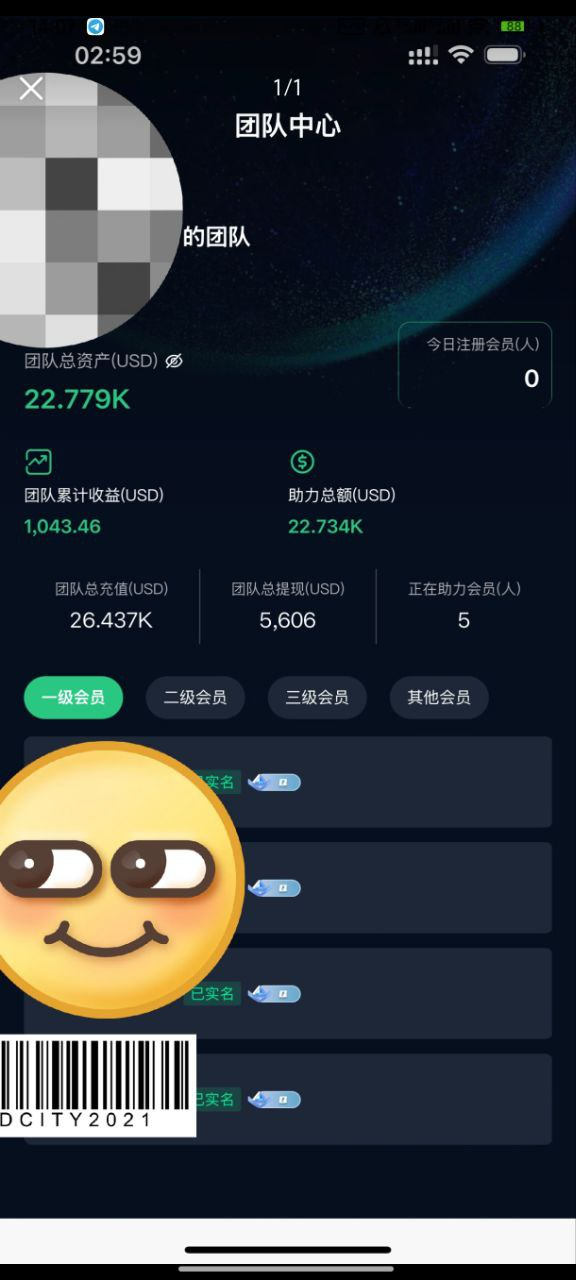 88
02:59
1/1
团队中心
的团队
团队总资产(USD)
今日注册会员(人)
22.779K
0
团队累计收益(USD)
助力总额(USD)
1,043.46
22.734K
团队总充值(USD)
团队总提现(USD)
正在助力会员(人)
26.437K
5,606
5
一级会员
二级会员
三级会员
其他会员
实名
已实名
已实名
DCITY2021